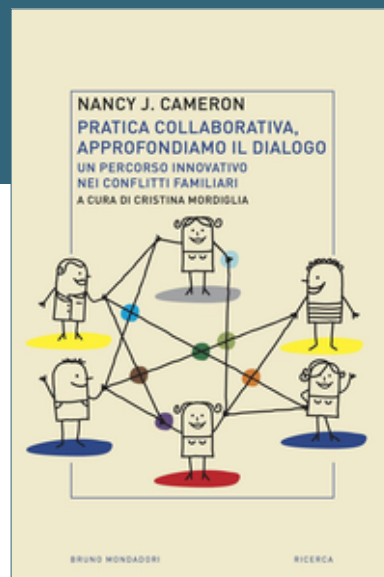 NANCY J. CAMERON
PRATICA COLLABORATIVA,
APPROFONDIAMO IL DIALOGO
UN PERCORSO INNOVATIVO
NEI CONFLITTI FAMILIARI
A CURA DI CRISTINA MORDIGLIA
BRUNO MONDADORI RICERCA